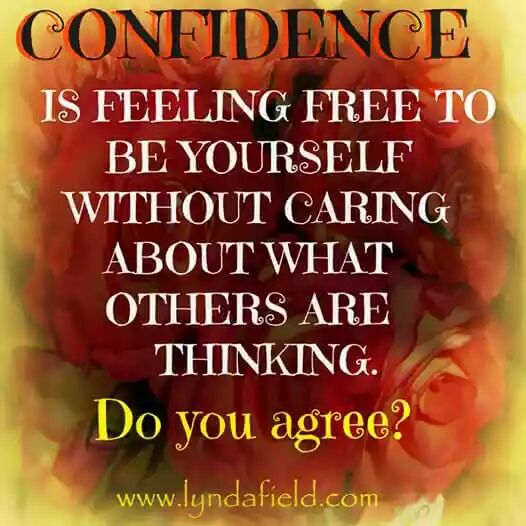 CONFIDENCE
IS FEELING FREE TO
BE YOURSELF
WITHOUT CARING
ABOUT WHAT
OTHERS ARE
THINKING.
Do you agree?
www.lyndafield.com